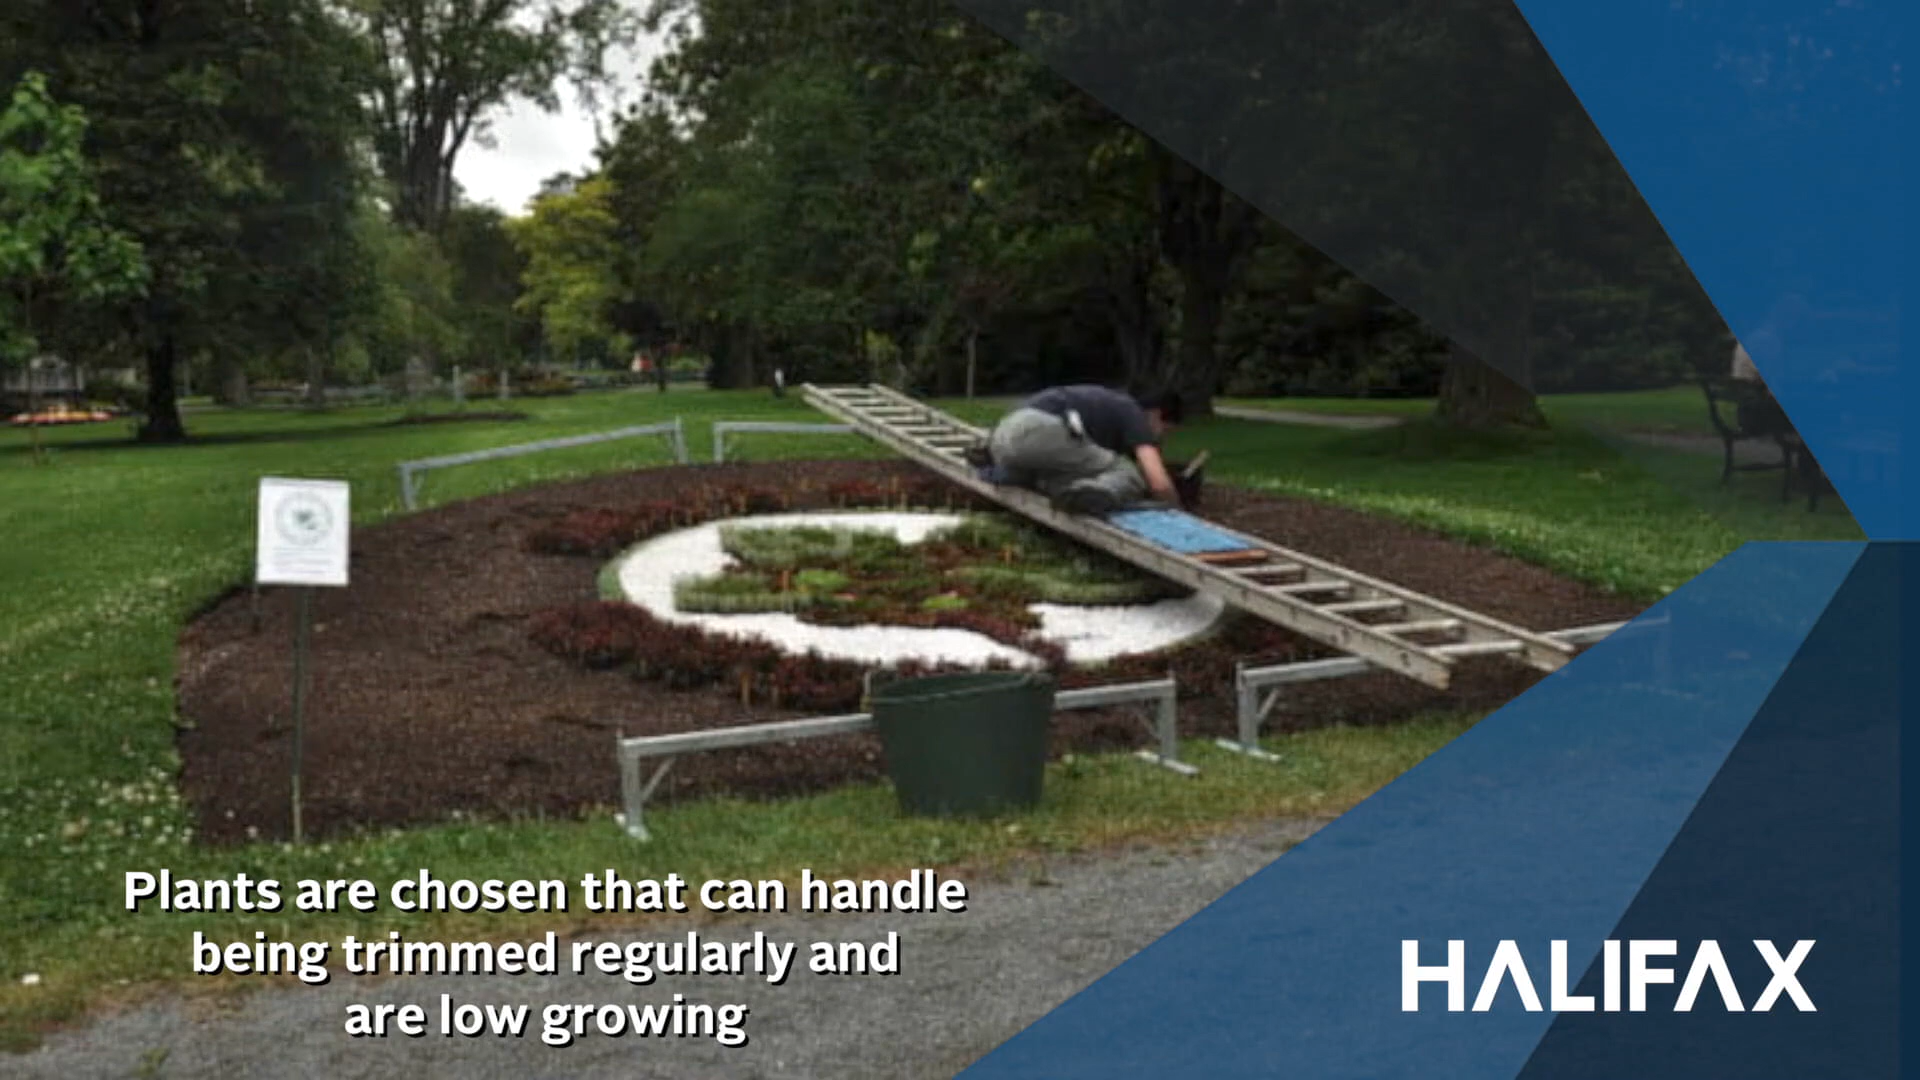 Plants are chosen that can handle
being trimmed regularly and
are low growing
HALIFAX